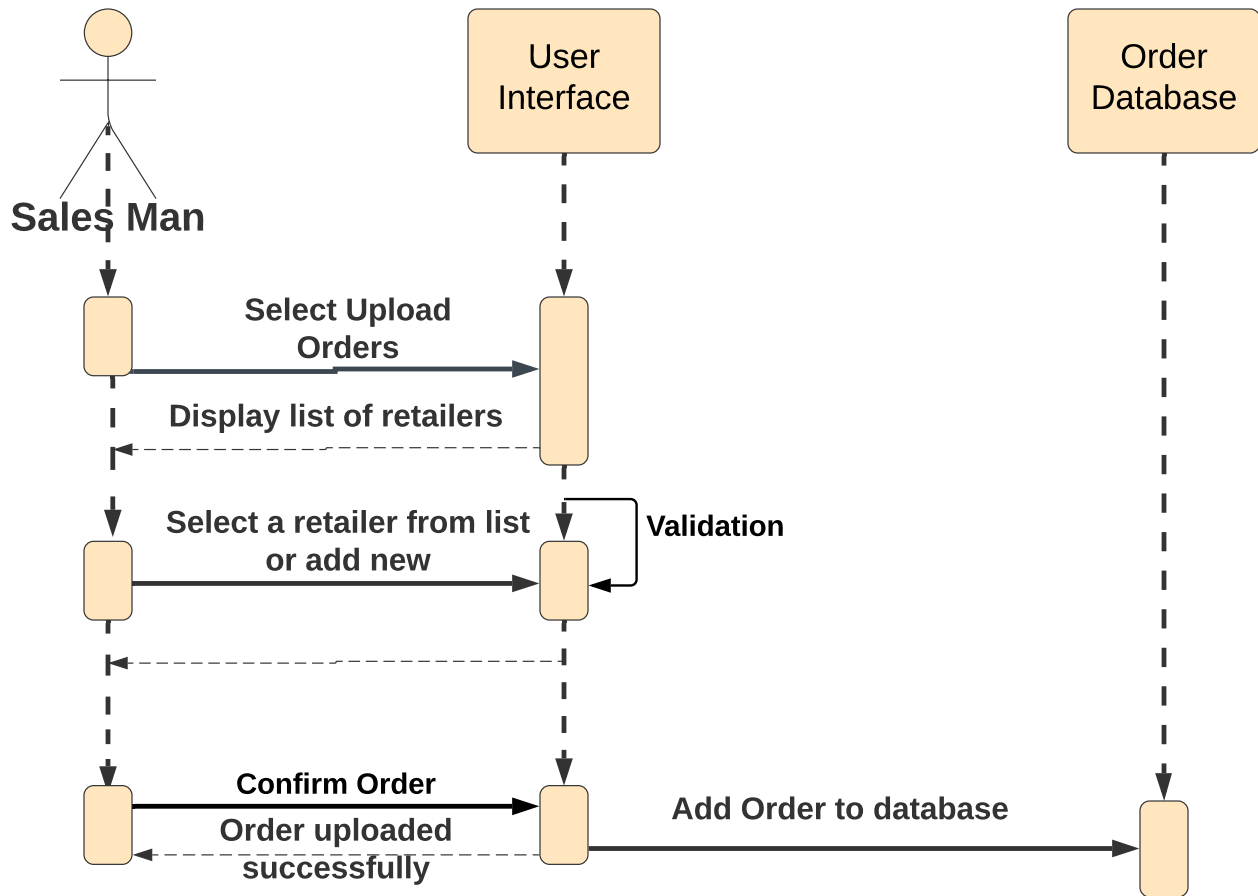 User
Interface
Order
Database
Sales Man
Select Upload
Orders
Display list of retailers
Select a retailer from list
or add new
Validation
Confirm Order
Order uploaded
successfully
Add Order to database